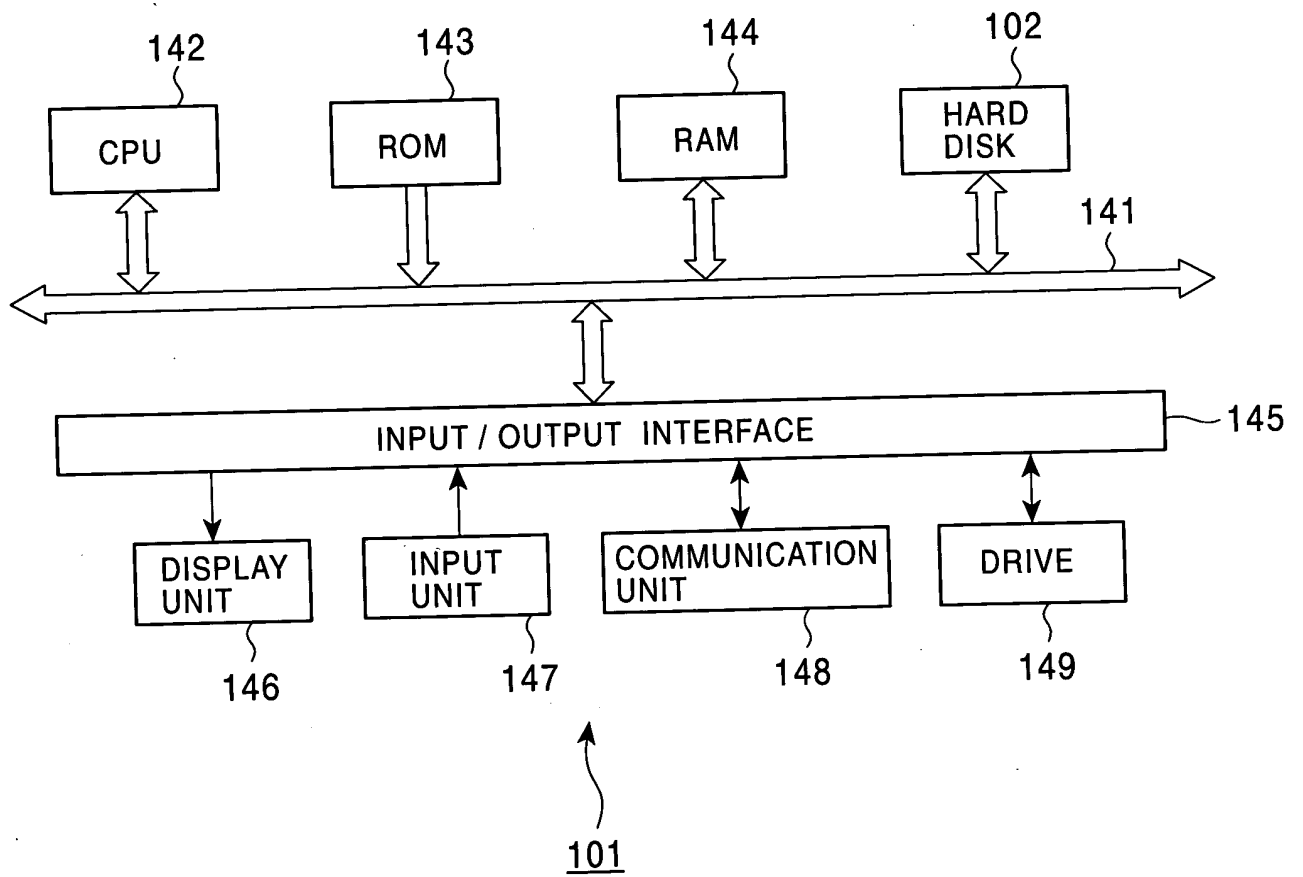 142
143
144
102
CPU
ROM
RAM
HARD
DISK
141
INPUT / OUTPUT INTERFACE
145
DISPLAY
UNIT
INPUT
UNIT
COMMUNICATION
UNIT
DRIVE
146
147
148
149
101